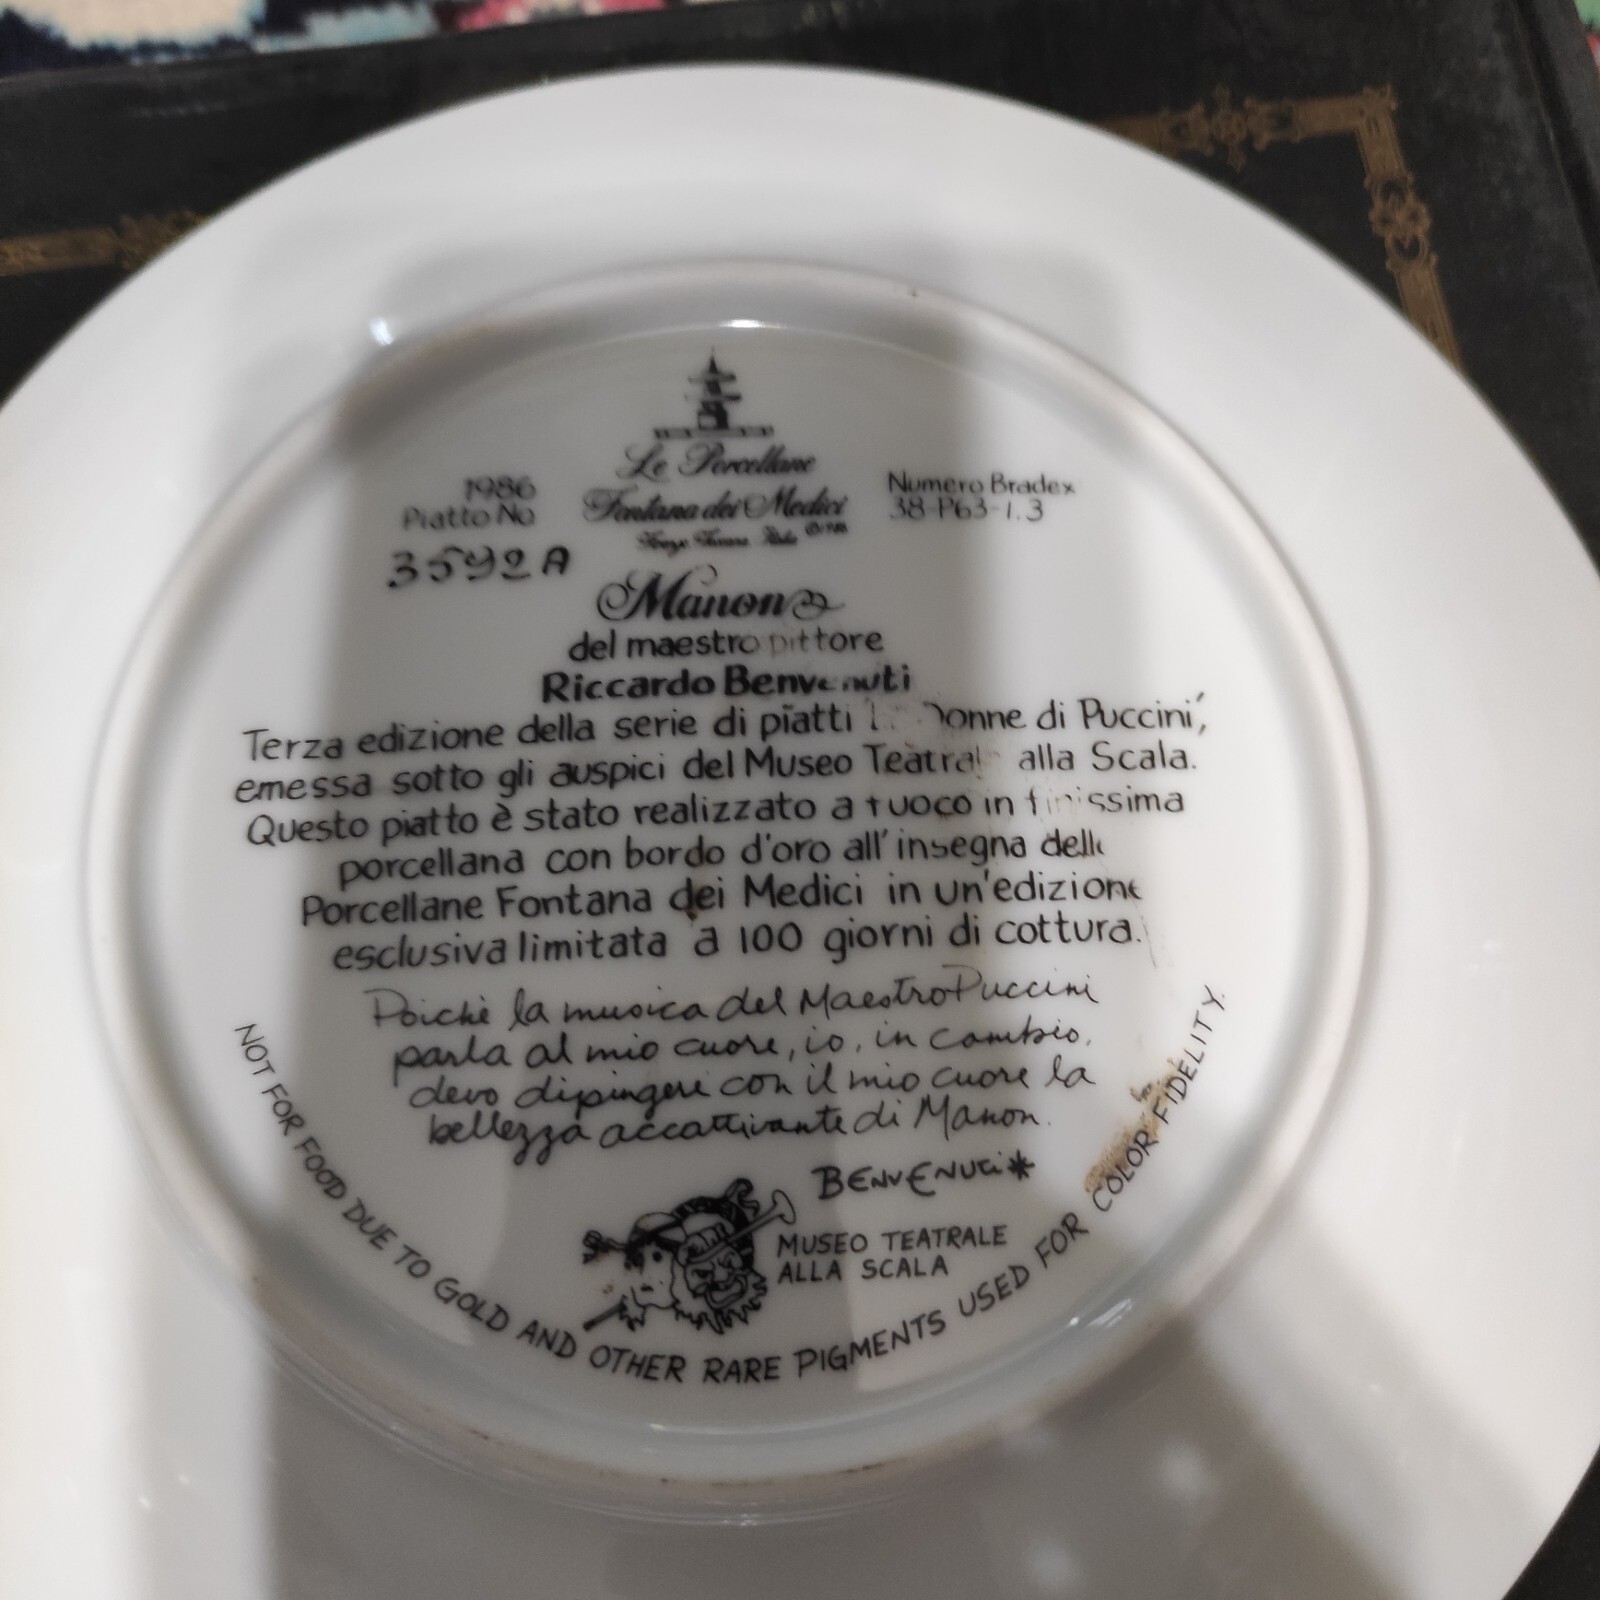 Le Porcellane
1986
Piatto No
3592A
Fontana dei Medici
Numero Bradex
38-P63-1.3
Manon
del maestro pittore
Riccardo Benvenuti
Terza edizione della serie di piatti Donne di Puccini',
emessa sotto gli auspici del Museo Teatral alla Scala.
Questo piatto è stato realizzato a fuoco in finissima
porcellana con bordo d'oro all'insegna delle
Porcellane Fontana dei Medici in un'edizione
esclusiva limitata a 100 giorni di cottura.
Poichè la musica del Maestro Puccini
parla al mio cuore, io, in cambio,
devo dipingere con il mio cuore la
bellezza accattivante di Manon.
BENVENUTI*
MUSEO TEATRALE
ALLA SCALA
NOT FOR FOOD DUE TO GOLD AND OTHER RARE PIGMENTS USED FOR COLOR FIDELITY.